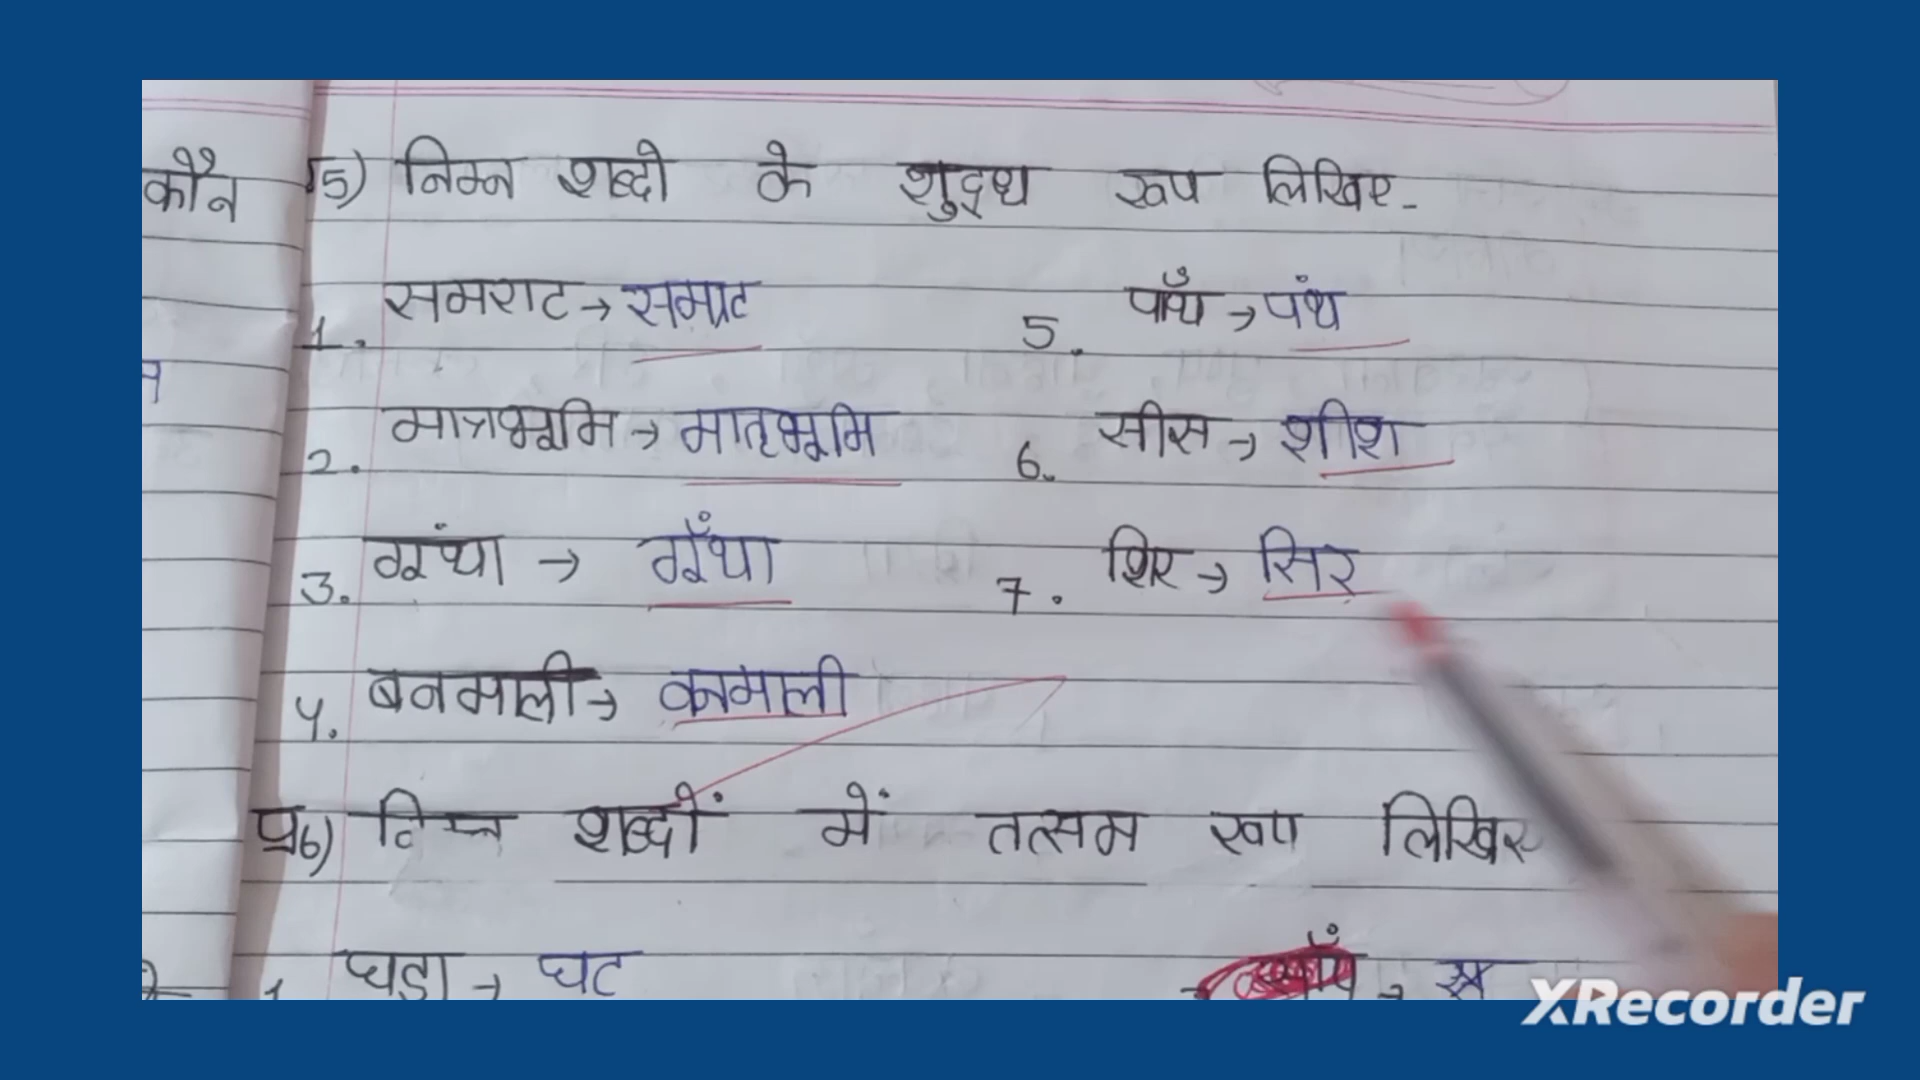 कौन
5) निम्न शब्दो के शुद्ध रूप लिखिए-
1. समराट → सम्राट
5. पाँथ → पंथ
2. मात्रभूमि → मातृभूमि
6. सीस → शीश
3. गूंथा → गूँथा
7. शिर → सिर
4. बनमाली →
प्र6) निम्न शब्दों में तत्सम रूप लिखिए
1 घडा → घट
XRecorder